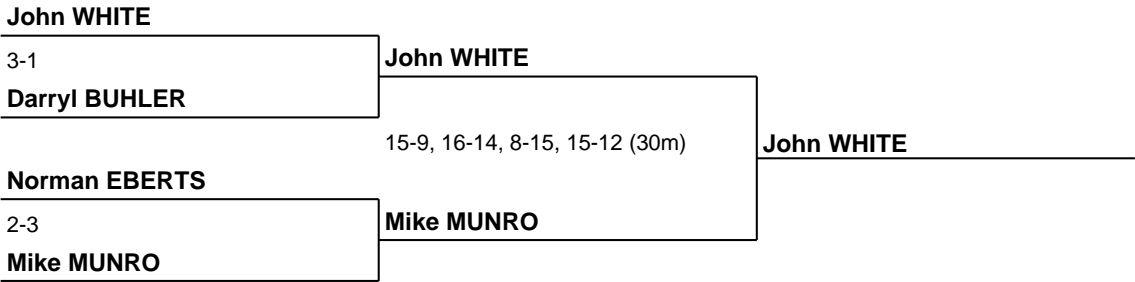 John WHITE
3-1
John WHITE
Darryl BUHLER
15-9, 16-14, 8-15, 15-12 (30m)
John WHITE
Norman EBERTS
2-3
Mike MUNRO
Mike MUNRO